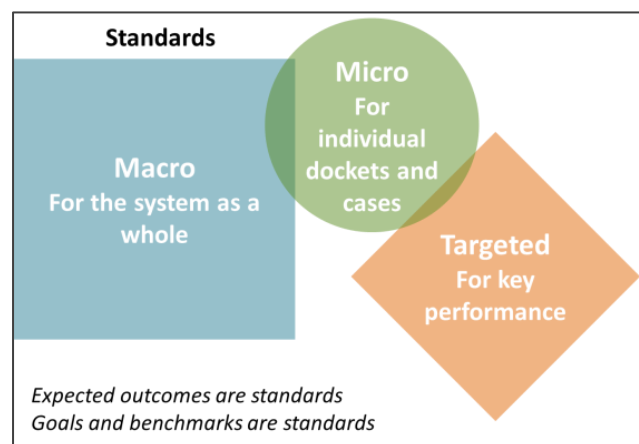 Standards
Micro
For
individual
dockets and
cases
Macro
For the system as a
whole
Targeted
For key
performance
Expected outcomes are standards
Goals and benchmarks are standards